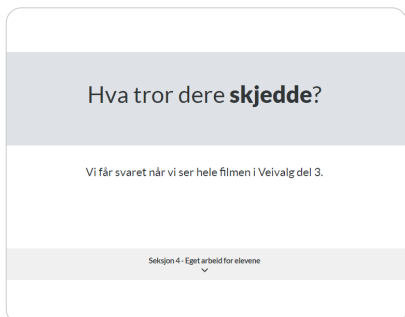 Hva tror dere skjedde?
Vi får svaret når vi ser hele filmen i Veivalg del 3.
Seksjon 4 - Eget arbeid for elevene